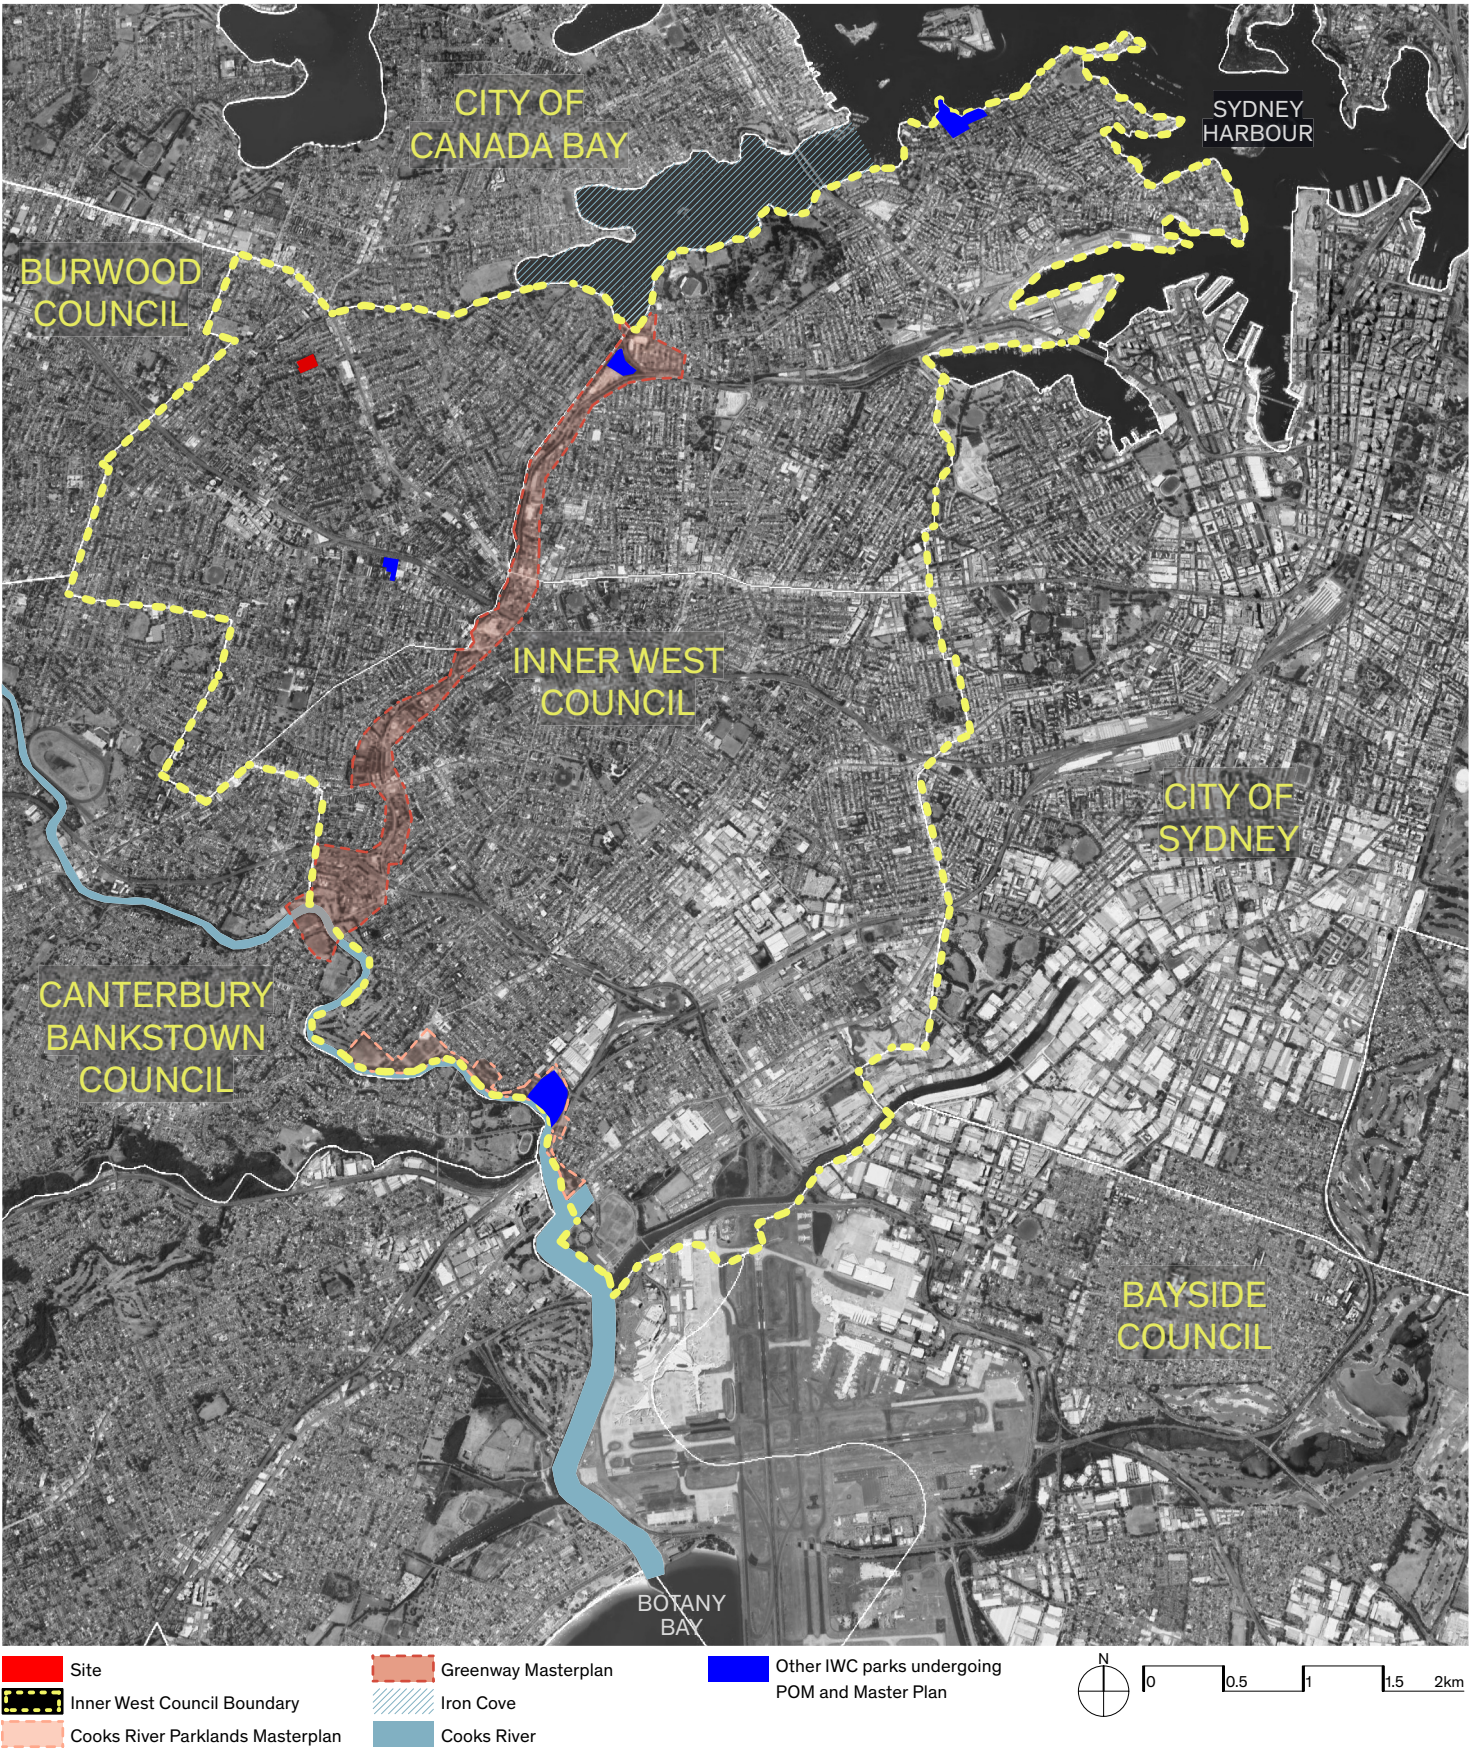 CITY OF
CANADA BAY
SYDNEY
HARBOUR
BURWOOD
COUNCIL
INNER WEST
COUNCIL
CITY OF
SYDNEY
CANTERBURY
BANKSTOWN
COUNCIL
BAYSIDE
COUNCIL
BOTANY
BAY
Site
Inner West Council Boundary
Cooks River Parklands Masterplan
Greenway Masterplan
Iron Cove
Cooks River
Other IWC parks undergoing
POM and Master Plan
N
0 0.5 1 1.5 2km